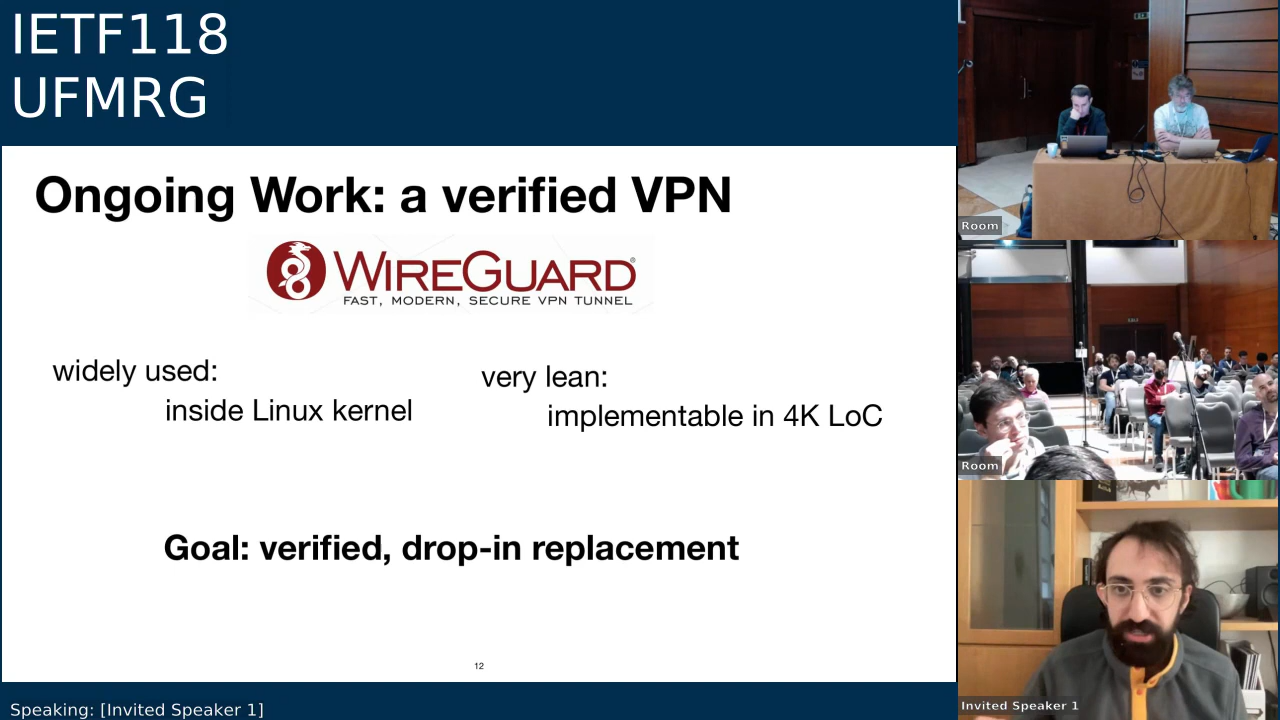 IETF118
UFMRG
Ongoing Work: a verified VPN
WIREGUARD®
FAST, MODERN, SECURE VPN TUNNEL
widely used:
inside Linux kernel
very lean:
implementable in 4K LoC
Goal: verified, drop-in replacement
12
Speaking: [Invited Speaker 1]
Room
Room
Invited Speaker 1